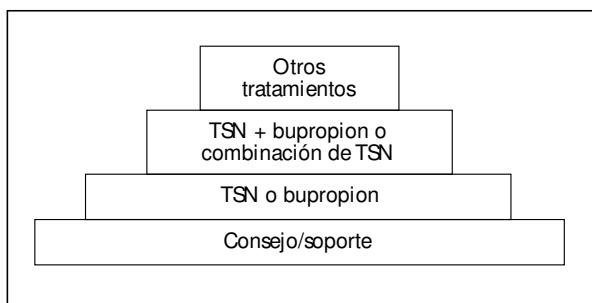 Otros
tratamientos
TSN + bupropion o
combinación de TSN
TSN o bupropion
Consejo/soporte